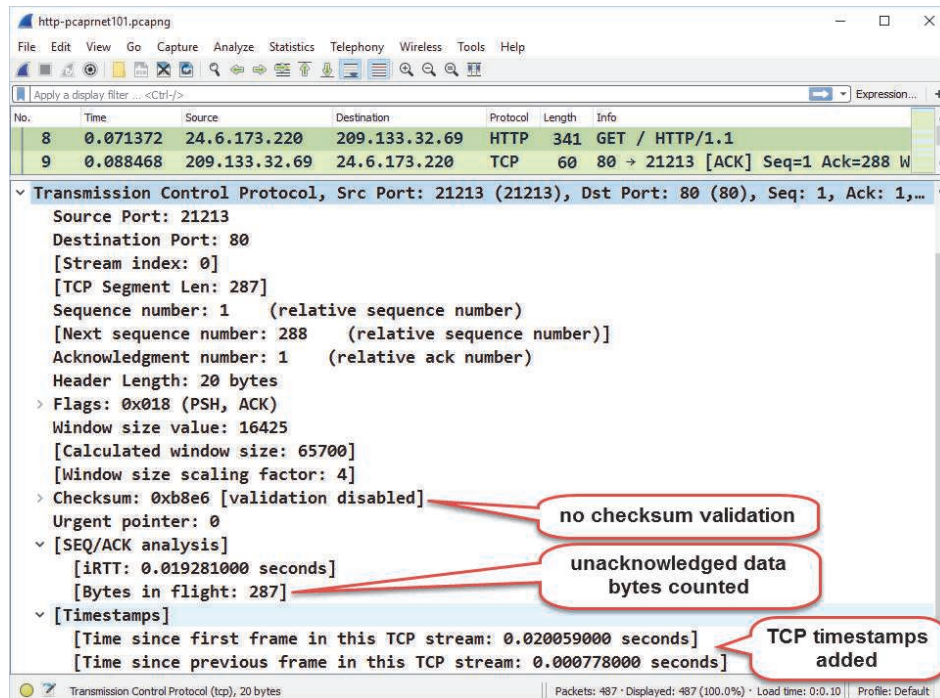 http-pcaprnet101.pcapng
File Edit View Go Capture Analyze Statistics Telephony Wireless Tools Help
Apply a display filter ... <Ctrl-/>
Expression... +
No. Time Source Destination Protocol Length Info
8 0.071372 24.6.173.220 209.133.32.69 HTTP 341 GET / HTTP/1.1
9 0.088468 209.133.32.69 24.6.173.220 TCP 60 80 → 21213 [ACK] Seq=1 Ack=288 W
Transmission Control Protocol, Src Port: 21213 (21213), Dst Port: 80 (80), Seq: 1, Ack: 1,…
Source Port: 21213
Destination Port: 80
[Stream index: 0]
[TCP Segment Len: 287]
Sequence number: 1 (relative sequence number)
[Next sequence number: 288 (relative sequence number)]
Acknowledgment number: 1 (relative ack number)
Header Length: 20 bytes
Flags: 0x018 (PSH, ACK)
Window size value: 16425
[Calculated window size: 65700]
[Window size scaling factor: 4]
Checksum: 0xb8e6 [validation disabled]
no checksum validation
Urgent pointer: 0
[SEQ/ACK analysis]
[iRTT: 0.019281000 seconds]
[Bytes in flight: 287]
unacknowledged data
bytes counted
[Timestamps]
[Time since first frame in this TCP stream: 0.020059000 seconds]
[Time since previous frame in this TCP stream: 0.000778000 seconds]
TCP timestamps
added
Transmission Control Protocol (tcp), 20 bytes
Packets: 487 · Displayed: 487 (100.0%) · Load time: 0:0.10
Profile: Default